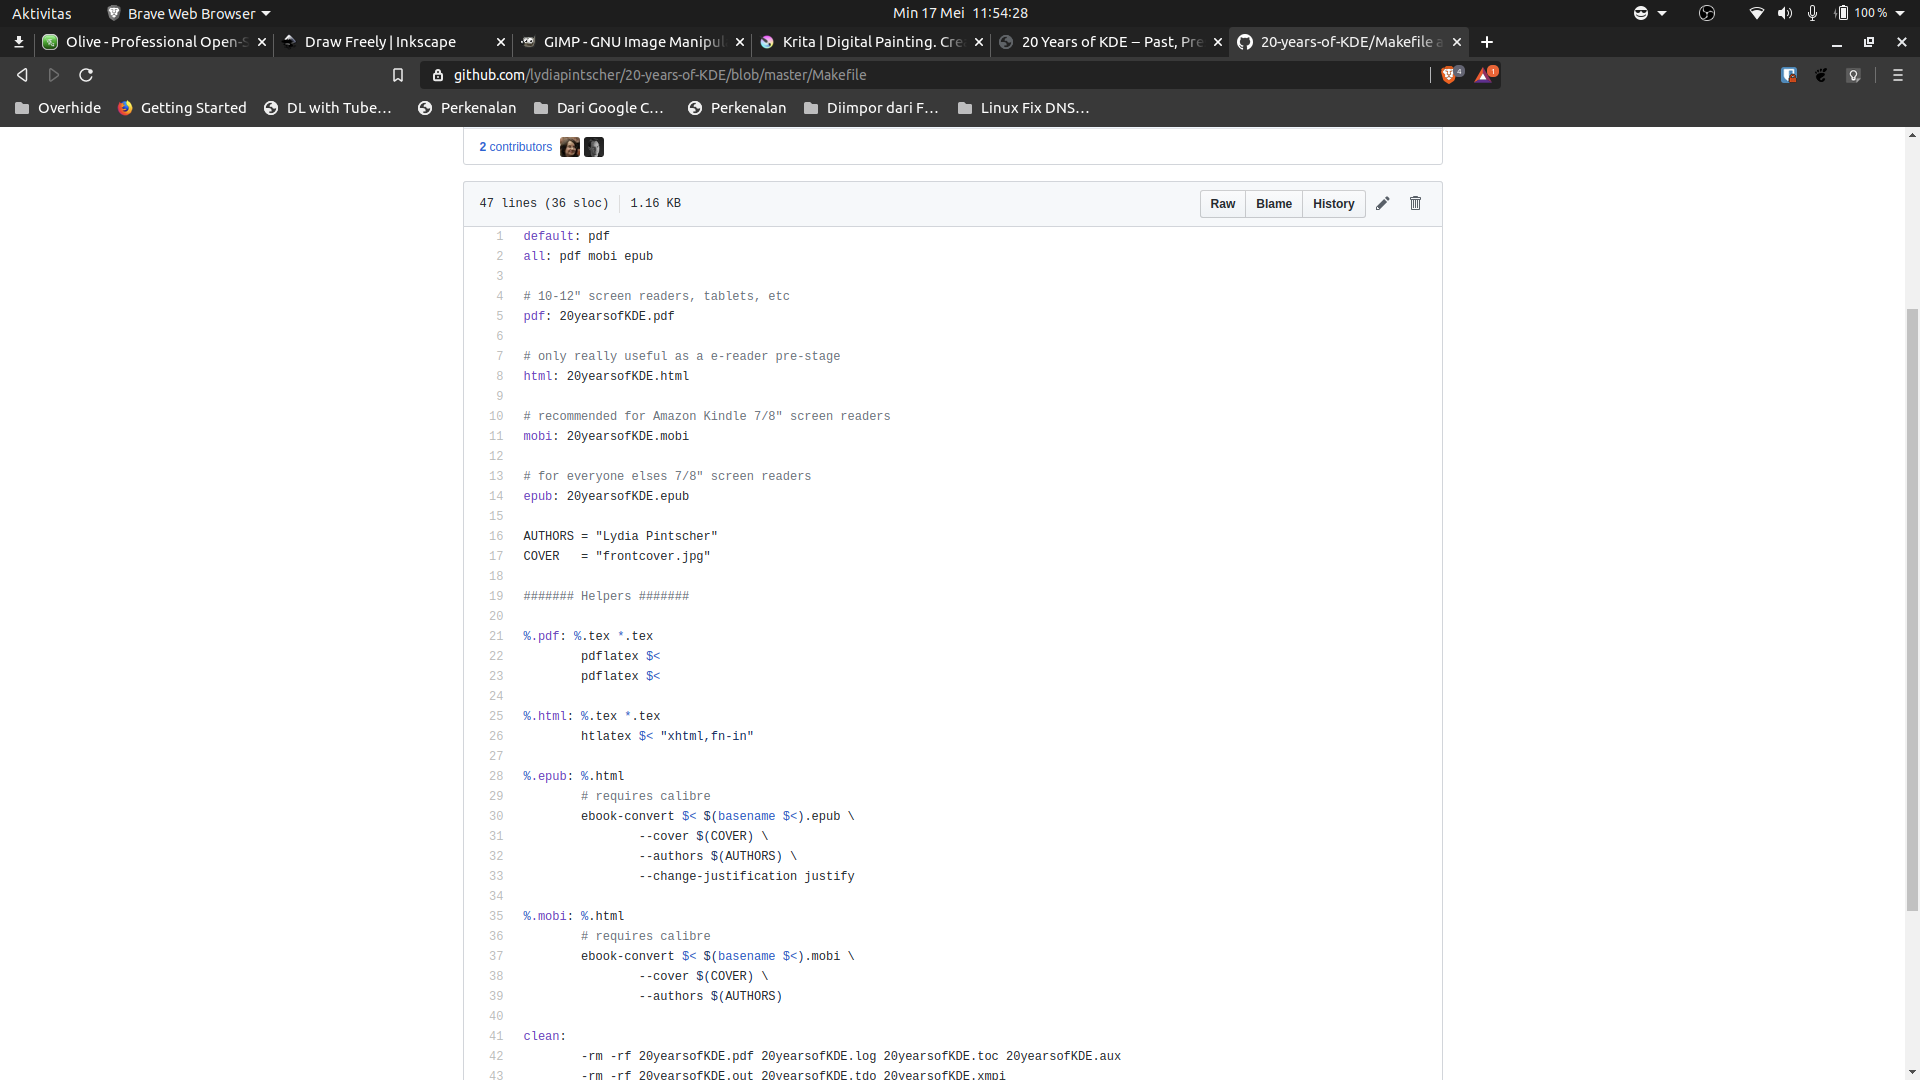 Aktivitas Brave Web Browser Min 17 Mei 11:54:28 100 %
Olive - Professional Open-S Draw Freely | Inkscape GIMP - GNU Image Manipul Krita | Digital Painting. Cre 20 Years of KDE – Past, Pre 20-years-of-KDE/Makefile a
github.com/lydiapintscher/20-years-of-KDE/blob/master/Makefile 4 1
Overhide Getting Started DL with Tube... Perkenalan Dari Google C... Perkenalan Diimpor dari F... Linux Fix DNS...
2 contributors
47 lines (36 sloc) 1.16 KB Raw Blame History
1 default: pdf
2 all: pdf mobi epub
3
4 # 10-12" screen readers, tablets, etc
5 pdf: 20yearsofKDE.pdf
6
7 # only really useful as a e-reader pre-stage
8 html: 20yearsofKDE.html
9
10 # recommended for Amazon Kindle 7/8" screen readers
11 mobi: 20yearsofKDE.mobi
12
13 # for everyone elses 7/8" screen readers
14 epub: 20yearsofKDE.epub
15
16 AUTHORS = "Lydia Pintscher"
17 COVER   = "frontcover.jpg"
18
19 ####### Helpers #######
20
21 %.pdf: %.tex *.tex
22         pdflatex $<
23         pdflatex $<
24
25 %.html: %.tex *.tex
26         htlatex $< "xhtml,fn-in"
27
28 %.epub: %.html
29         # requires calibre
30         ebook-convert $< $(basename $<).epub \
31                 --cover $(COVER) \
32                 --authors $(AUTHORS) \
33                 --change-justification justify
34
35 %.mobi: %.html
36         # requires calibre
37         ebook-convert $< $(basename $<).mobi \
38                 --cover $(COVER) \
39                 --authors $(AUTHORS)
40
41 clean:
42         -rm -rf 20yearsofKDE.pdf 20yearsofKDE.log 20yearsofKDE.toc 20yearsofKDE.aux
43         -rm -rf 20yearsofKDE.out 20yearsofKDE.tdo 20yearsofKDE.xmpi